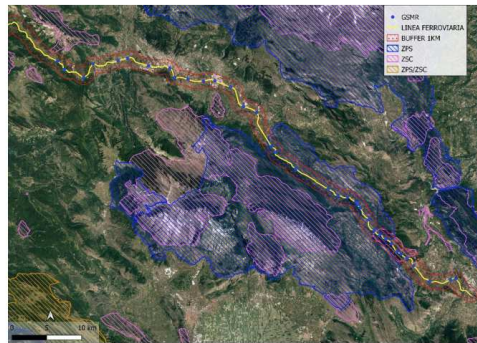 GSMR
LINEA FERROVIARIA
BUFFER 1KM
ZPS
ZSC
ZPS/ZSC
0 5 10 km